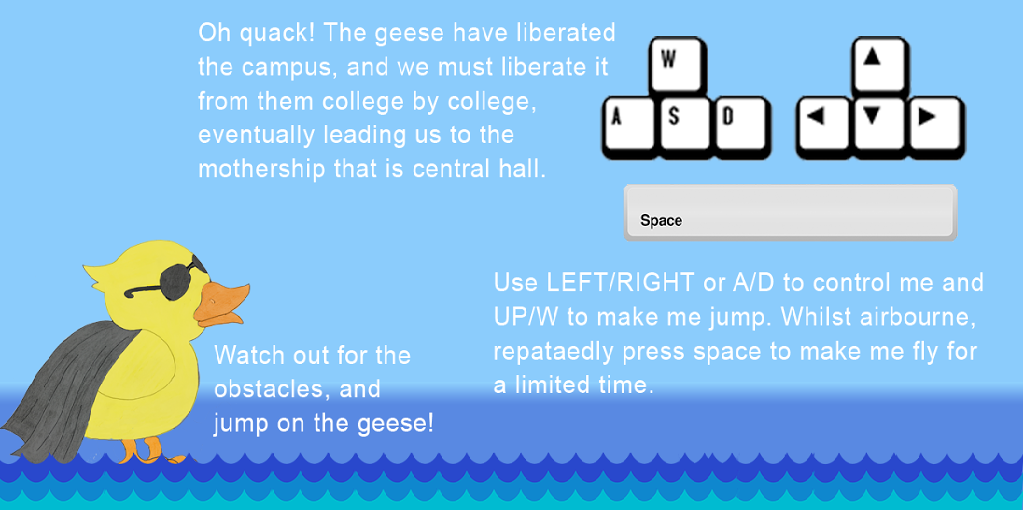 Oh quack! The geese have liberated
the campus, and we must liberate it
from them college by college,
eventually leading us to the
mothership that is central hall.
W
A S D
Space
Use LEFT/RIGHT or A/D to control me and
UP/W to make me jump. Whilst airbourne,
repataedly press space to make me fly for
a limited time.
Watch out for the
obstacles, and
jump on the geese!